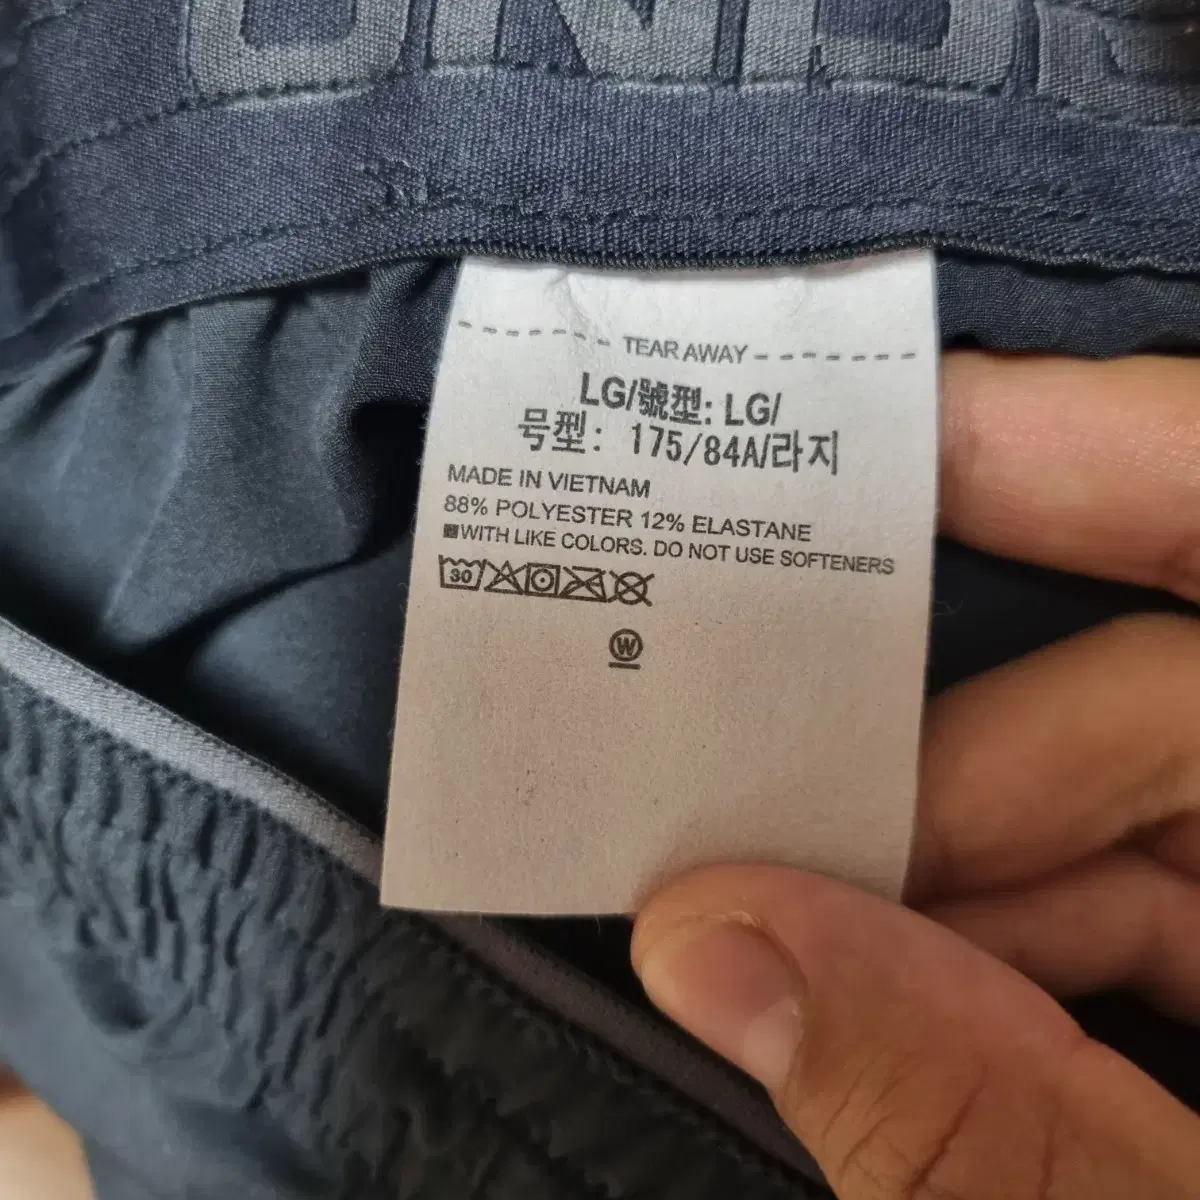 UND
TEAR AWAY
LG/號型: LG/
号型: 175/84A/라지
MADE IN VIETNAM
88% POLYESTER 12% ELASTANE
WITH LIKE COLORS. DO NOT USE SOFTENERS
30
W